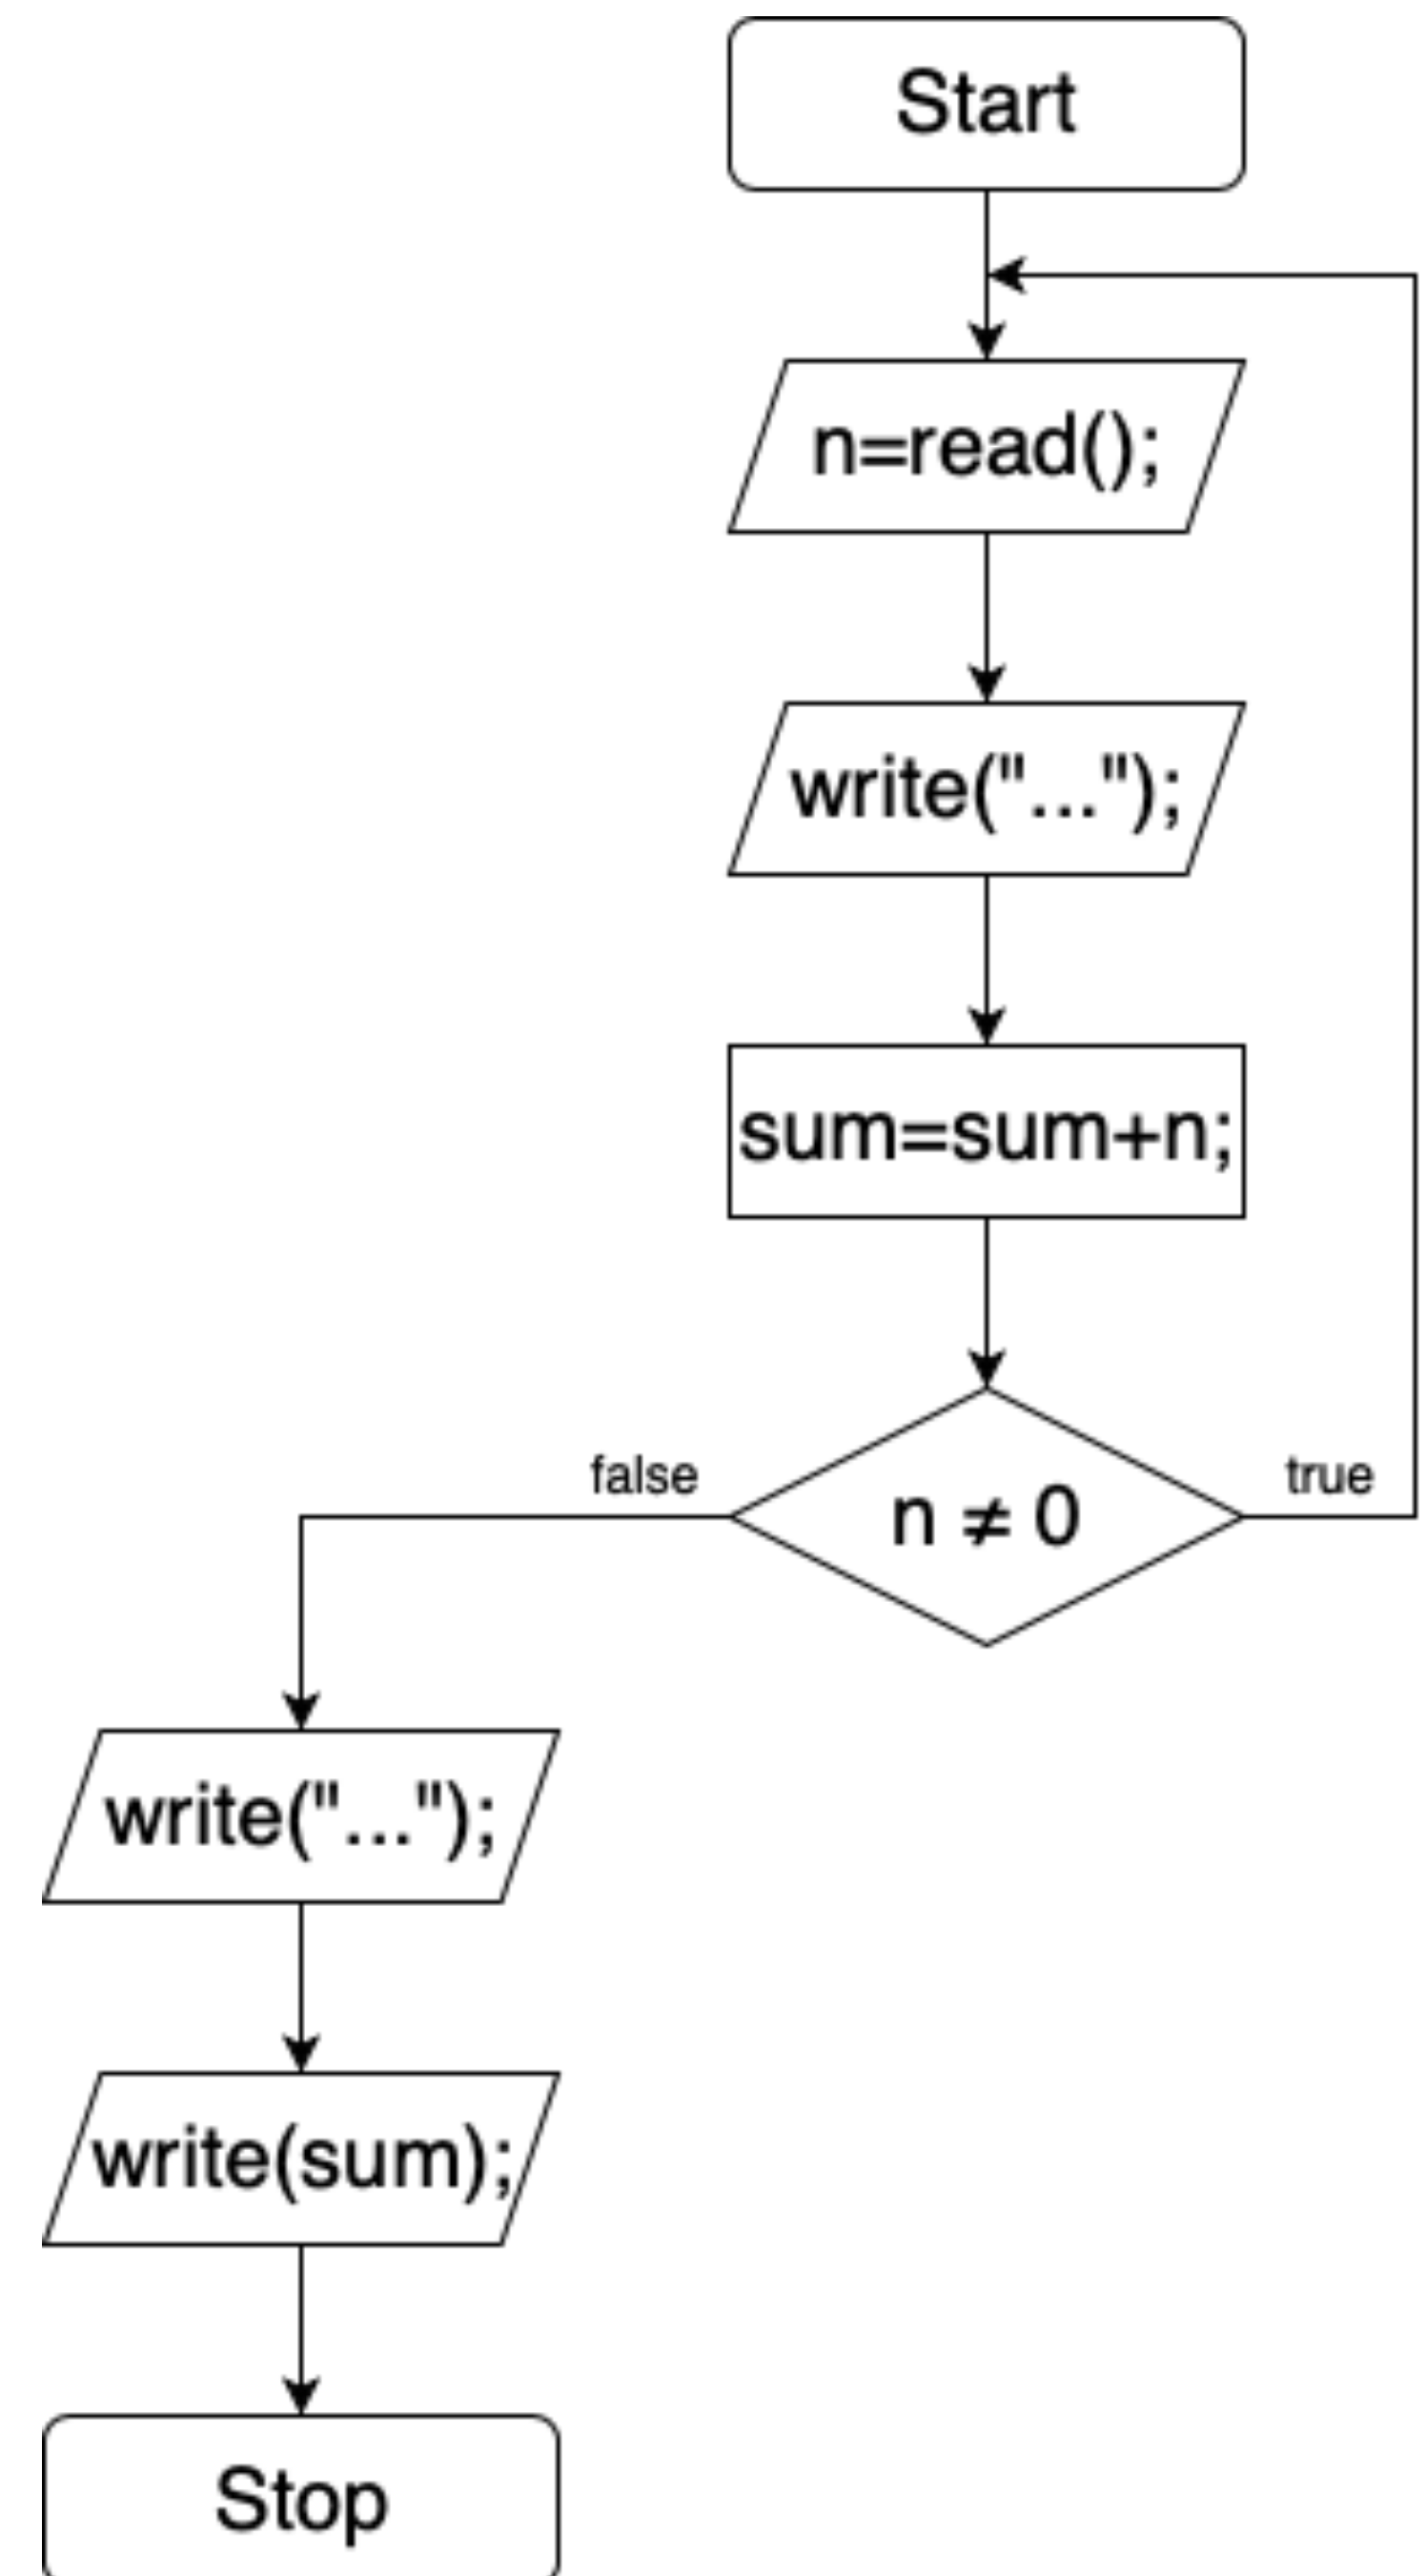 Start
n=read();
write("...");
sum=sum+n;
n ≠ 0
false
true
write("...");
write(sum);
Stop